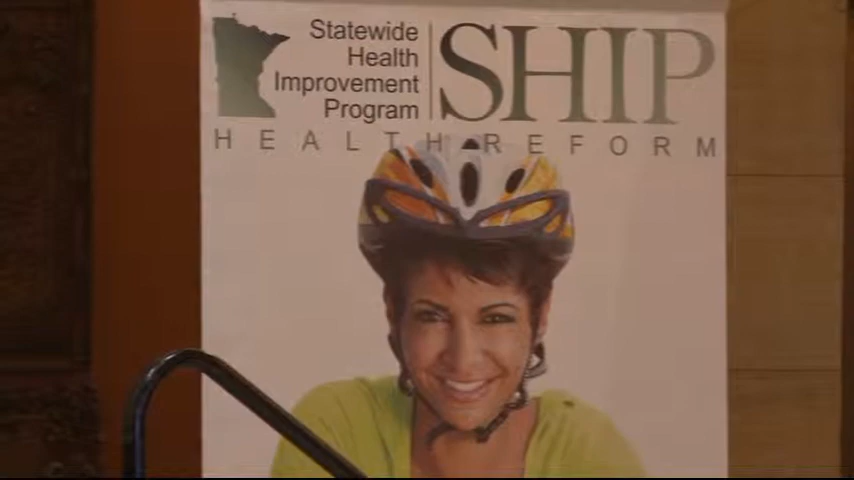 Statewide
Health
Improvement
Program
SHIP
HEALTH REFORM